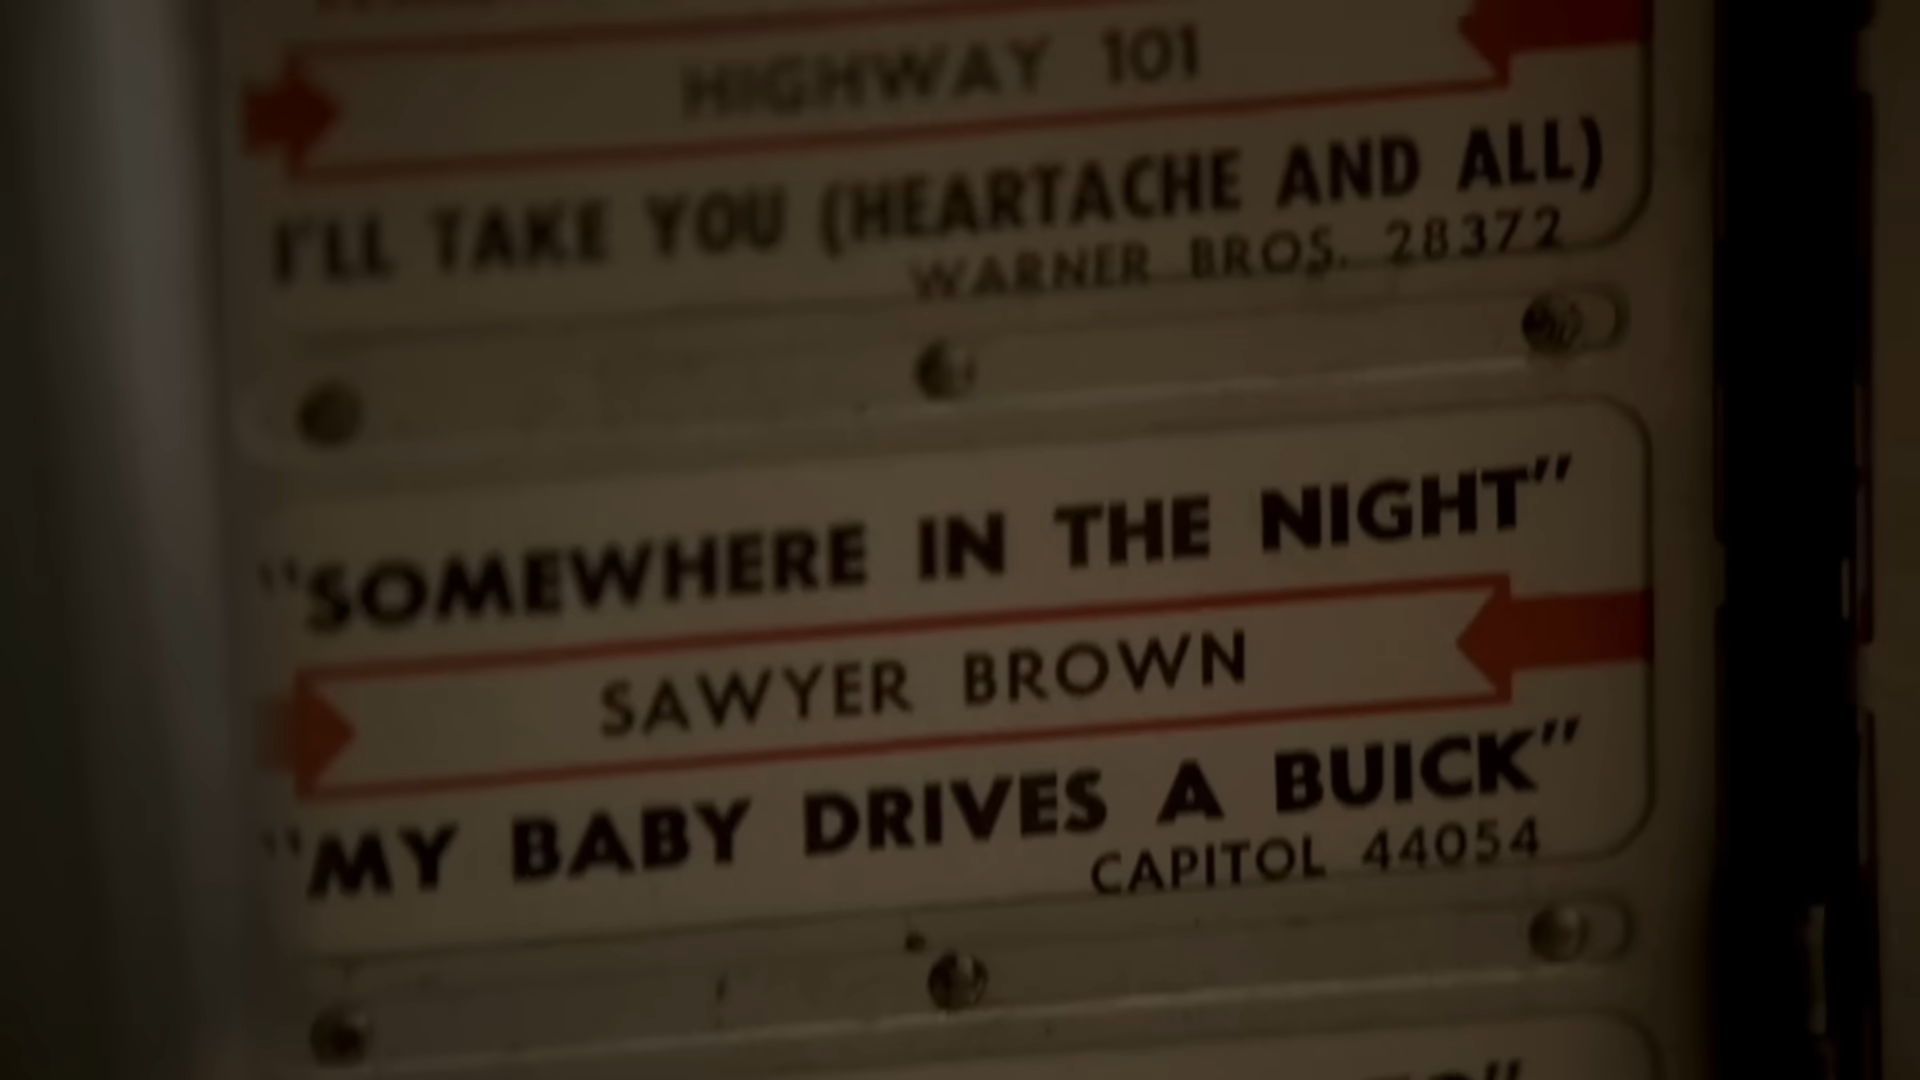 HIGHWAY 101
I'LL TAKE YOU (HEARTACHE AND ALL)
WARNER BROS. 28372
"SOMEWHERE IN THE NIGHT"
SAWYER BROWN
"MY BABY DRIVES A BUICK"
CAPITOL 44054